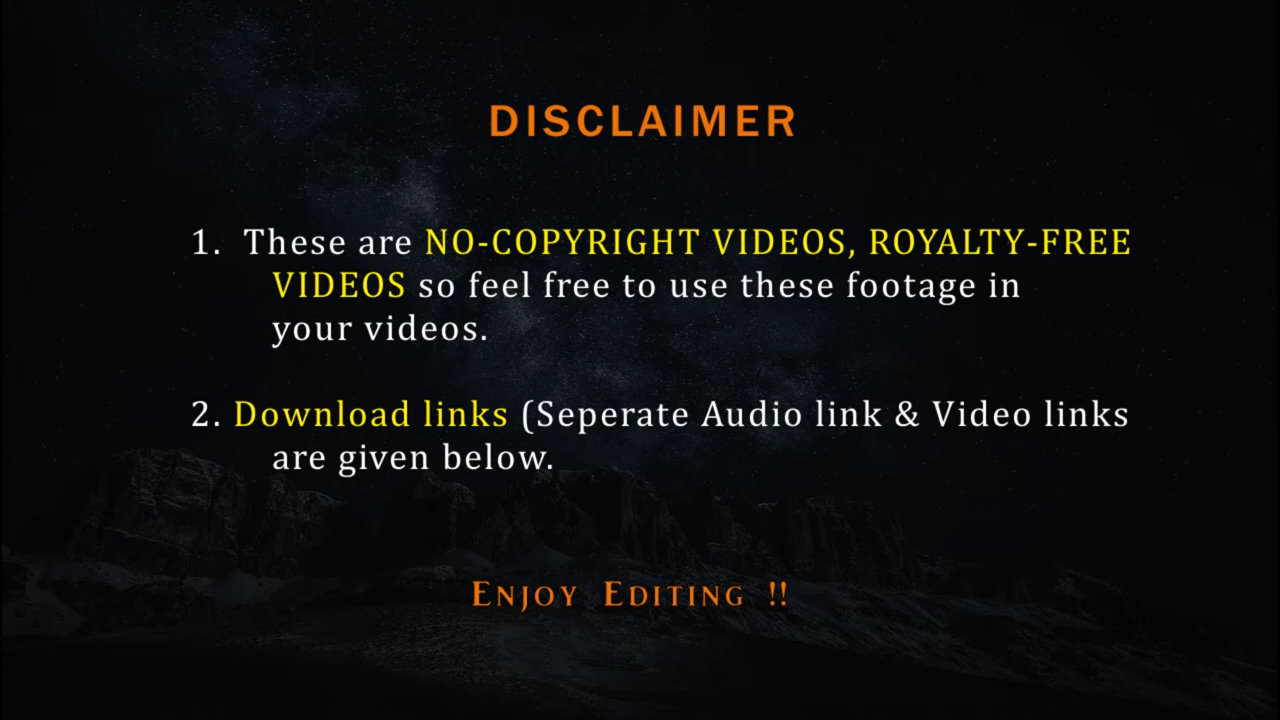 DISCLAIMER
1. These are NO-COPYRIGHT VIDEOS, ROYALTY-FREE
VIDEOS so feel free to use these footage in
your videos.
2. Download links (Seperate Audio link & Video links
are given below.
ENJOY EDITING !!